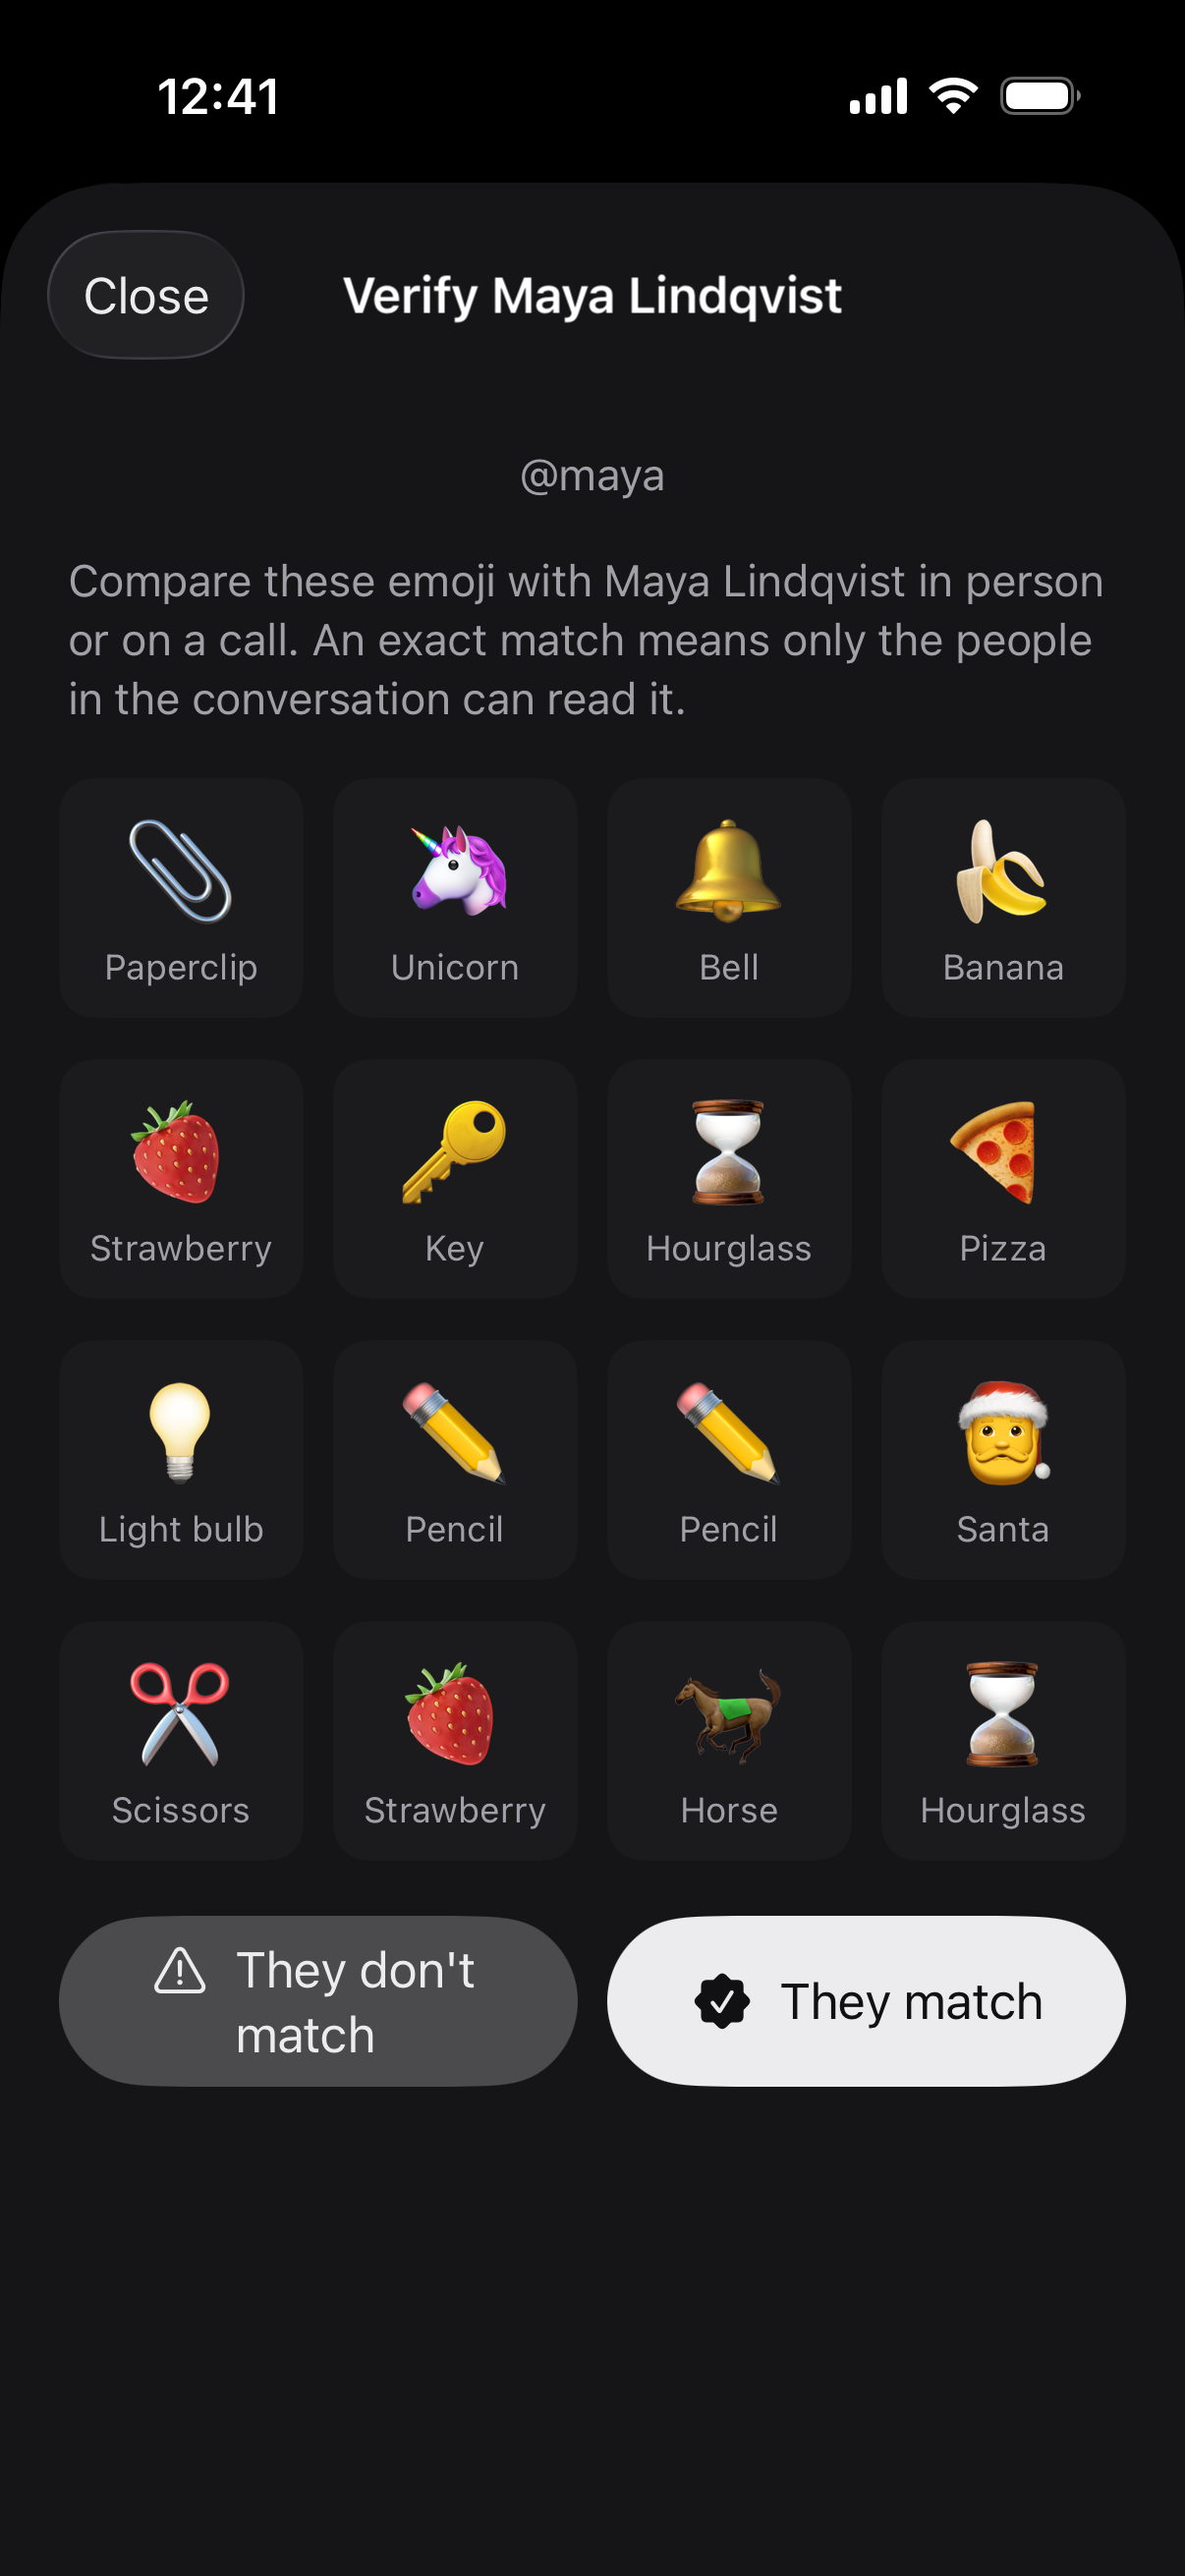 12:41
Close
Verify Maya Lindqvist
@maya
Compare these emoji with Maya Lindqvist in person
or on a call. An exact match means only the people
in the conversation can read it.
Paperclip
Unicorn
Bell
Banana
Strawberry
Key
Hourglass
Pizza
Light bulb
Pencil
Pencil
Santa
Scissors
Strawberry
Horse
Hourglass
They don't
match
They match